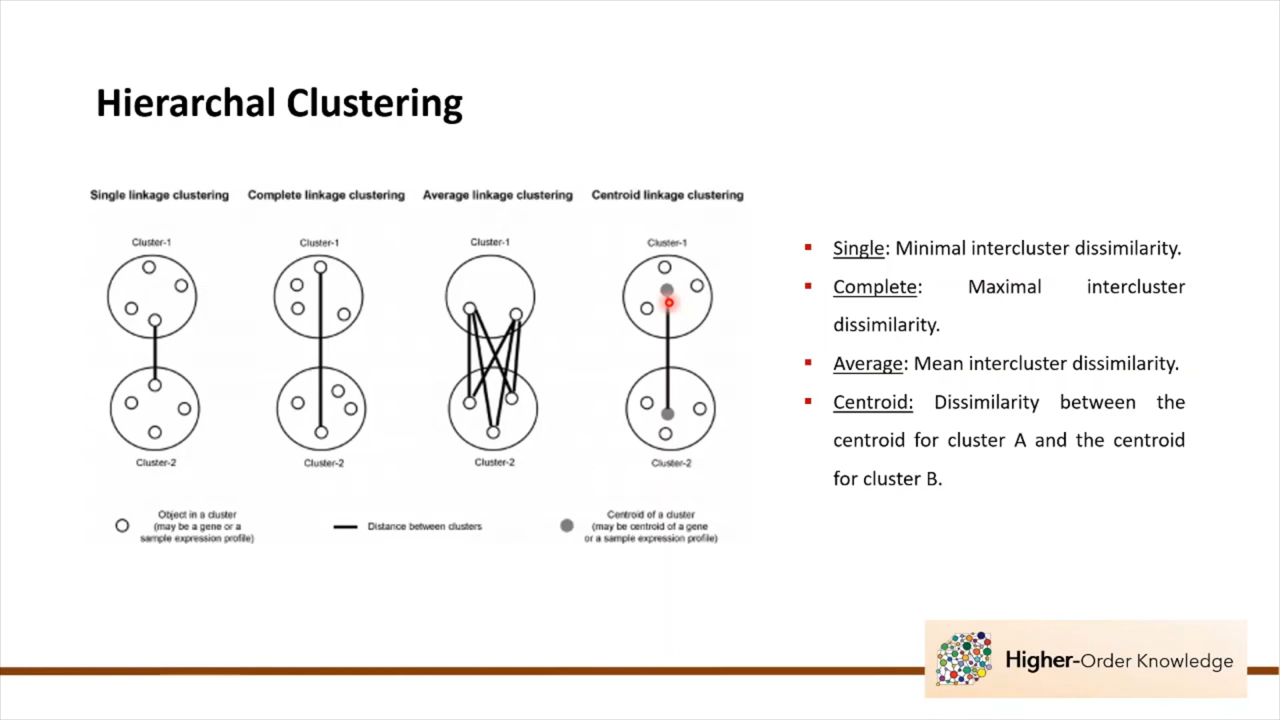 Hierarchal Clustering
Single linkage clustering
Complete linkage clustering
Average linkage clustering
Centroid linkage clustering
Cluster-1
Cluster-1
Cluster-1
Cluster-1
Cluster-2
Cluster-2
Cluster-2
Cluster-2
Object in a cluster
(may be a gene or a
sample expression profile)
Distance between clusters
Centroid of a cluster
(may be centroid of a gene
or a sample expression profile)
Single: Minimal intercluster dissimilarity.
Complete: Maximal intercluster
dissimilarity.
Average: Mean intercluster dissimilarity.
Centroid: Dissimilarity between the
centroid for cluster A and the centroid
for cluster B.
Higher-Order Knowledge